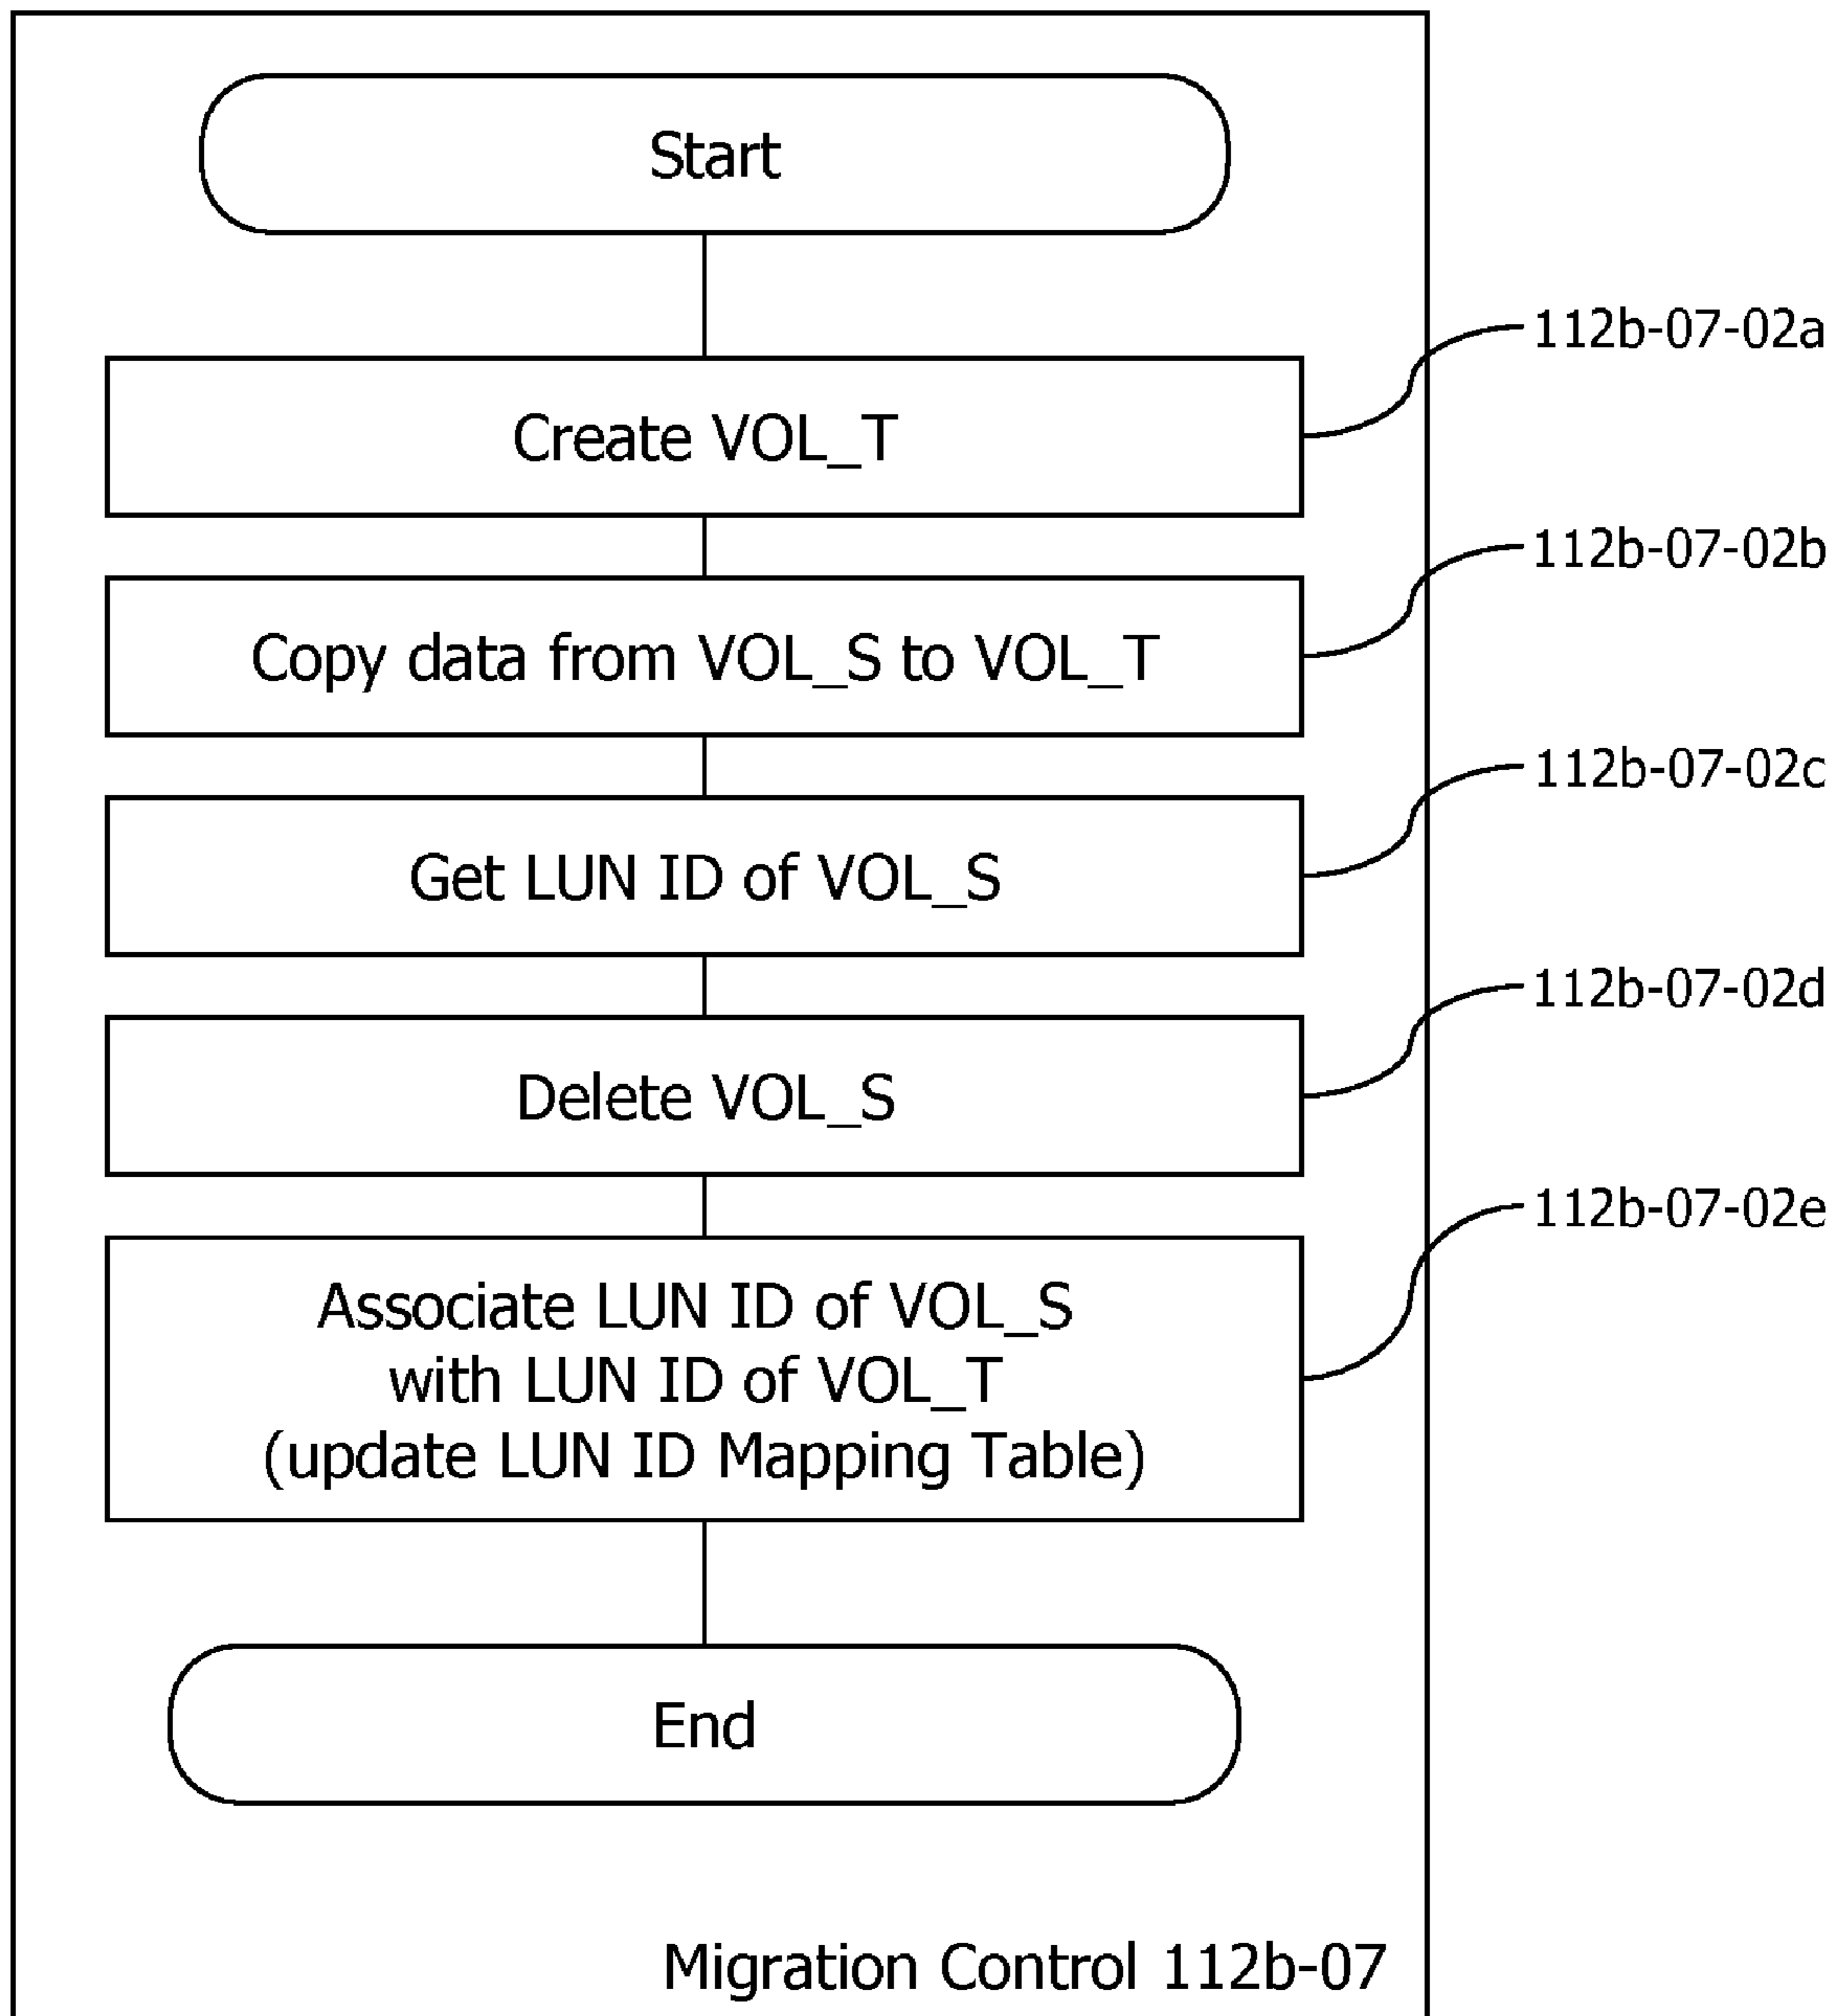 Start
112b-07-02a
Create VOL_T
112b-07-02b
Copy data from VOL_S to VOL_T
112b-07-02c
Get LUN ID of VOL_S
112b-07-02d
Delete VOL_S
112b-07-02e
Associate LUN ID of VOL_S
with LUN ID of VOL_T
(update LUN ID Mapping Table)
End
Migration Control 112b-07